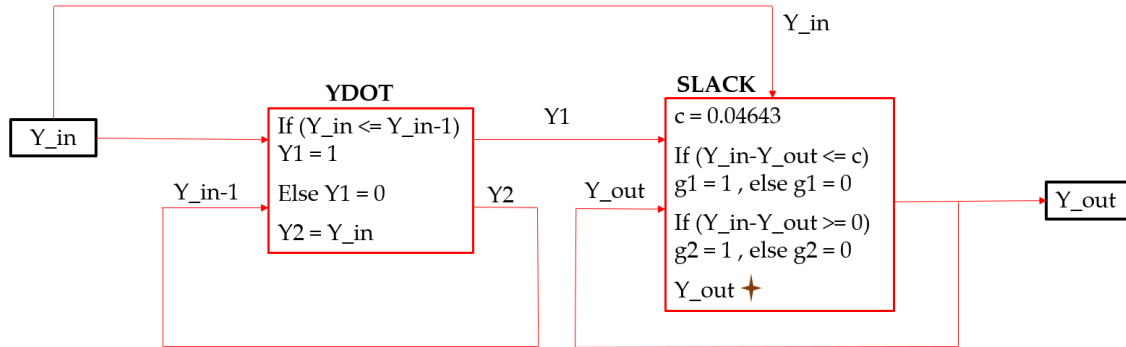 Y_in
YDOT
SLACK
Y_in
If (Y_in <= Y_in-1)
Y1 = 1
Else Y1 = 0
Y2 = Y_in
Y_in-1
Y1
Y2
Y_out
c = 0.04643
If (Y_in-Y_out <= c)
g1 = 1 , else g1 = 0
If (Y_in-Y_out >= 0)
g2 = 1 , else g2 = 0
Y_out
Y_out